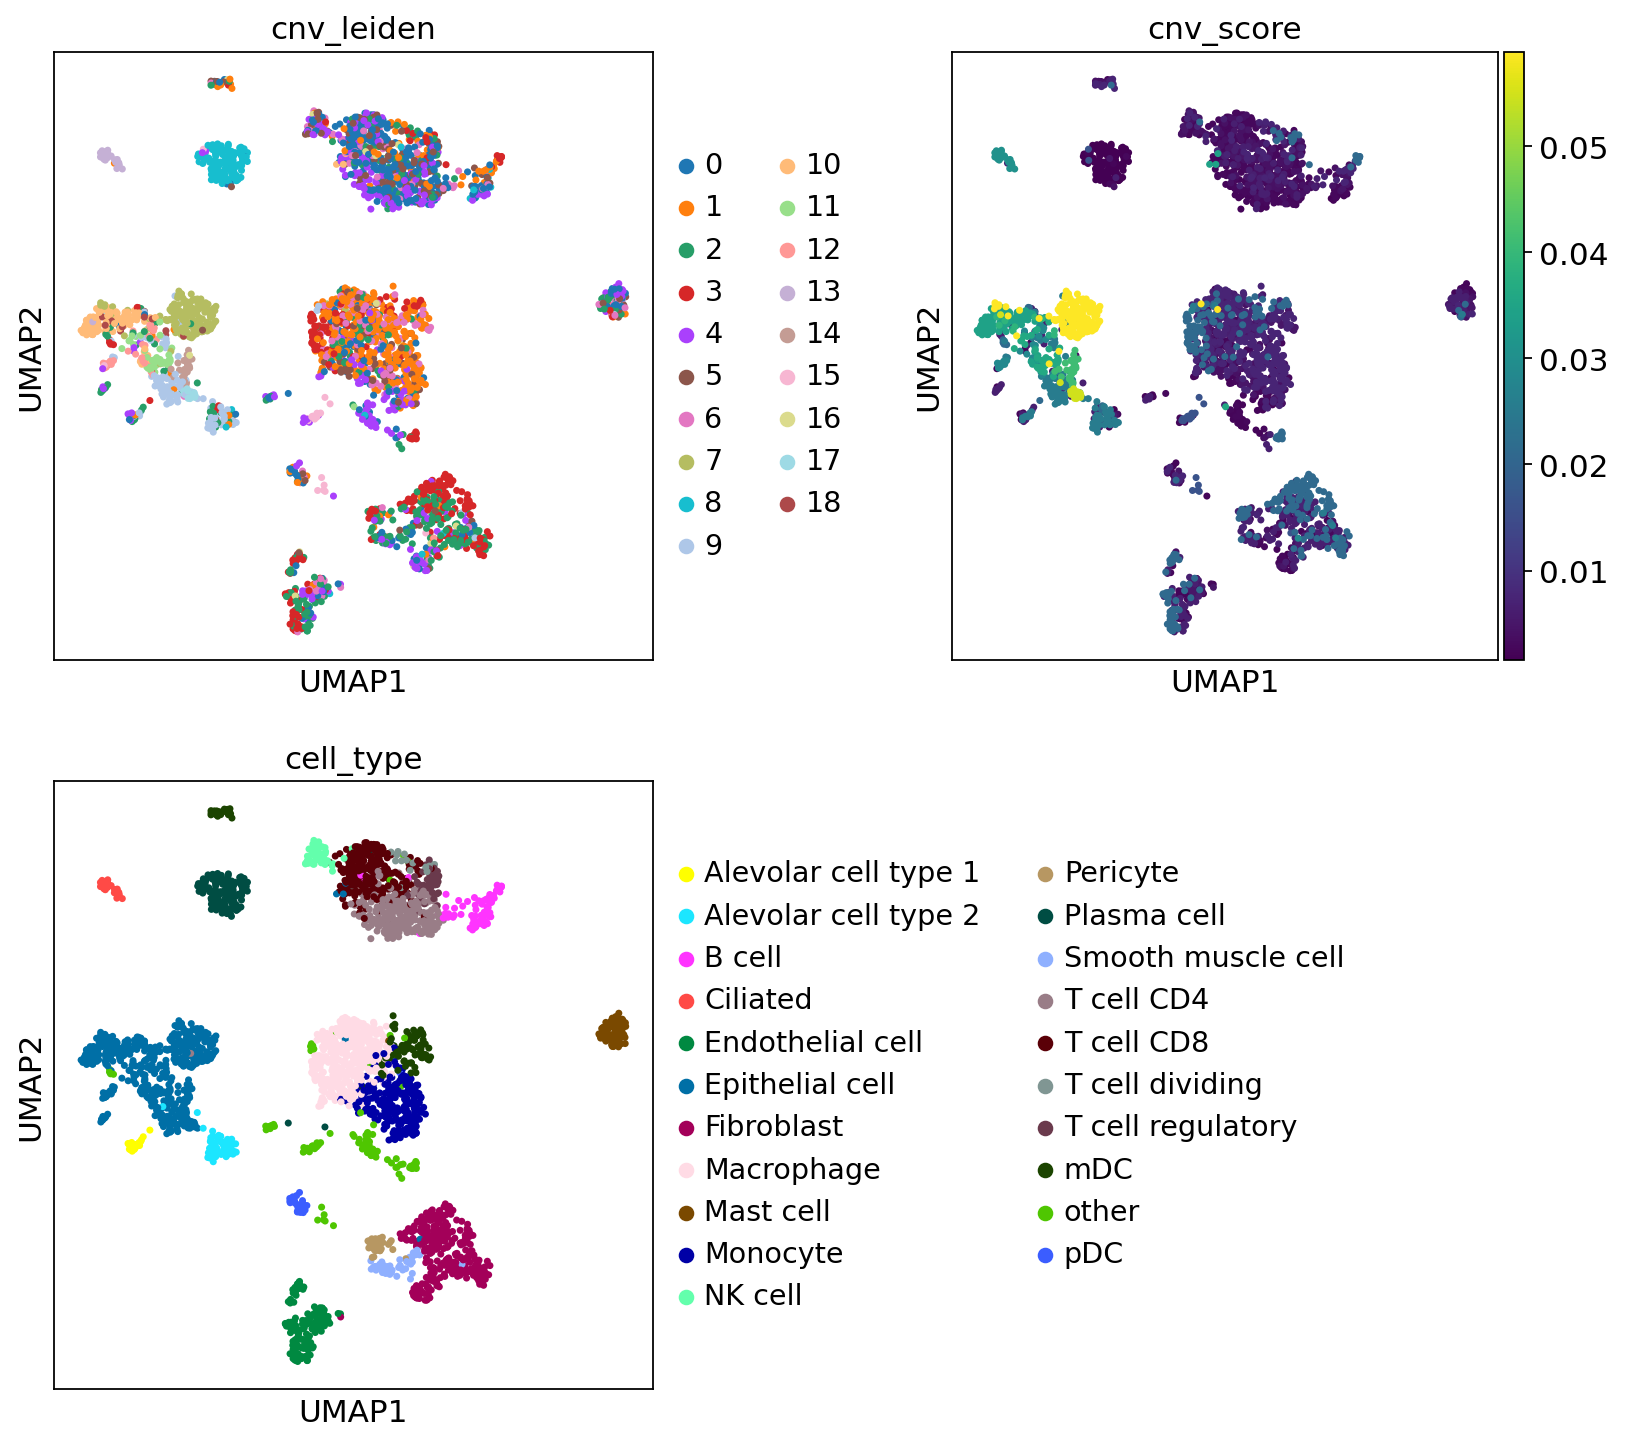 cnv_leiden
UMAP2
UMAP1
0
1
2
3
4
5
6
7
8
9
10
11
12
13
14
15
16
17
18
cnv_score
UMAP2
UMAP1
0.05
0.04
0.03
0.02
0.01
cell_type
UMAP2
UMAP1
Alevolar cell type 1
Alevolar cell type 2
B cell
Ciliated
Endothelial cell
Epithelial cell
Fibroblast
Macrophage
Mast cell
Monocyte
NK cell
Pericyte
Plasma cell
Smooth muscle cell
T cell CD4
T cell CD8
T cell dividing
T cell regulatory
mDC
other
pDC